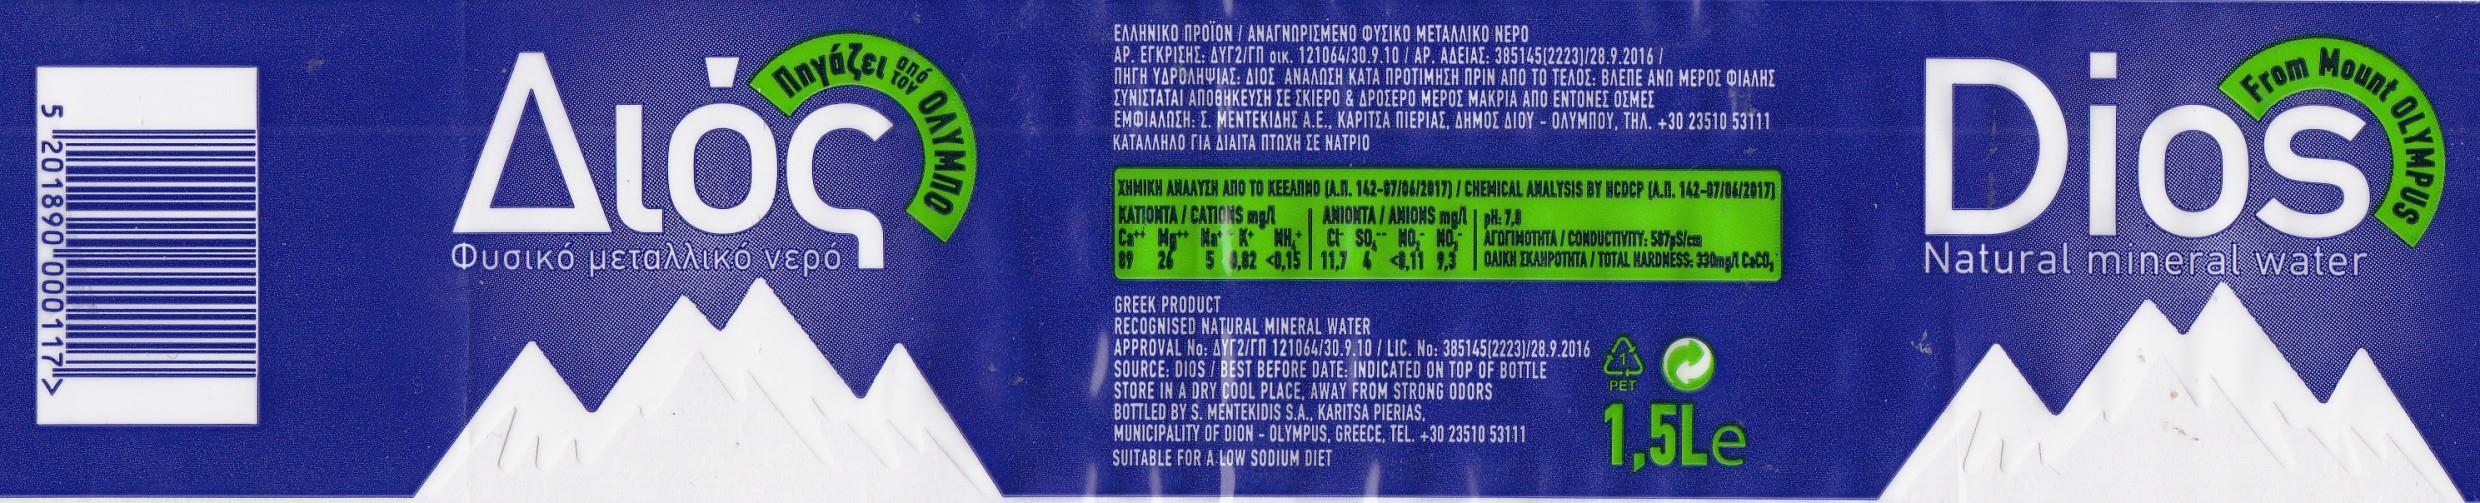 5 201890 000117 >
Διός
Πηγάζει από τον ΟΛΥΜΠΟ
Φυσικό μεταλλικό νερό
ΕΛΛΗΝΙΚΟ ΠΡΟΪΟΝ / ΑΝΑΓΝΩΡΙΣΜΕΝΟ ΦΥΣΙΚΟ ΜΕΤΑΛΛΙΚΟ ΝΕΡΟ
ΑΡ. ΕΓΚΡΙΣΗΣ: ΔΥΓ2/ΓΠ οικ. 121064/30.9.10 / ΑΡ. ΑΔΕΙΑΣ: 385145(2223)/28.9.2016 /
ΠΗΓΗ ΥΔΡΟΛΗΨΙΑΣ: ΔΙΟΣ ΑΝΑΛΩΣΗ ΚΑΤΑ ΠΡΟΤΙΜΗΣΗ ΠΡΙΝ ΑΠΟ ΤΟ ΤΕΛΟΣ: ΒΛΕΠΕ ΑΝΩ ΜΕΡΟΣ ΦΙΑΛΗΣ
ΣΥΝΙΣΤΑΤΑΙ ΑΠΟΘΗΚΕΥΣΗ ΣΕ ΣΚΙΕΡΟ & ΔΡΟΣΕΡΟ ΜΕΡΟΣ ΜΑΚΡΙΑ ΑΠΟ ΕΝΤΟΝΕΣ ΟΣΜΕΣ
ΕΜΦΙΑΛΩΣΗ: Σ. ΜΕΝΤΕΚΙΔΗΣ Α.Ε., ΚΑΡΙΤΣΑ ΠΙΕΡΙΑΣ, ΔΗΜΟΣ ΔΙΟΥ - ΟΛΥΜΠΟΥ, ΤΗΛ. +30 23510 53111
ΚΑΤΑΛΛΗΛΟ ΓΙΑ ΔΙΑΙΤΑ ΠΤΩΧΗ ΣΕ ΝΑΤΡΙΟ
ΧΗΜΙΚΗ ΑΝΑΛΥΣΗ ΑΠΟ ΤΟ ΚΕΕΛΠΝΟ (Α.Π. 142-07/06/2017) / CHEMICAL ANALYSIS BY HCDCP (Α.Π. 142-07/06/2017)
ΚΑΤΙΟΝΤΑ / CATIONS mg/l | ΑΝΙΟΝΤΑ / ANIONS mg/l | pH: 7,8
Ca⁺⁺ Mg⁺⁺ Na⁺ K⁺ NH₄⁺ | Cl⁻ SO₄⁻⁻ NO₂⁻ NO₃⁻ | ΑΓΩΓΙΜΟΤΗΤΑ / CONDUCTIVITY: 587μS/cm
89 26 5 0,82 <0,15 | 11,7 4 <0,11 9,3 | ΟΛΙΚΗ ΣΚΛΗΡΟΤΗΤΑ / TOTAL HARDNESS: 330mg/l CaCO₃
GREEK PRODUCT
RECOGNISED NATURAL MINERAL WATER
APPROVAL No: ΔΥΓ2/ΓΠ 121064/30.9.10 / LIC. No: 385145(2223)/28.9.2016
SOURCE: DIOS / BEST BEFORE DATE: INDICATED ON TOP OF BOTTLE
STORE IN A DRY COOL PLACE, AWAY FROM STRONG ODORS
BOTTLED BY S. MENTEKIDIS S.A., KARITSA PIERIAS,
MUNICIPALITY OF DION - OLYMPUS, GREECE, TEL. +30 23510 53111
SUITABLE FOR A LOW SODIUM DIET
1
PET
1,5L e
Dios
From Mount OLYMPUS
Natural mineral water